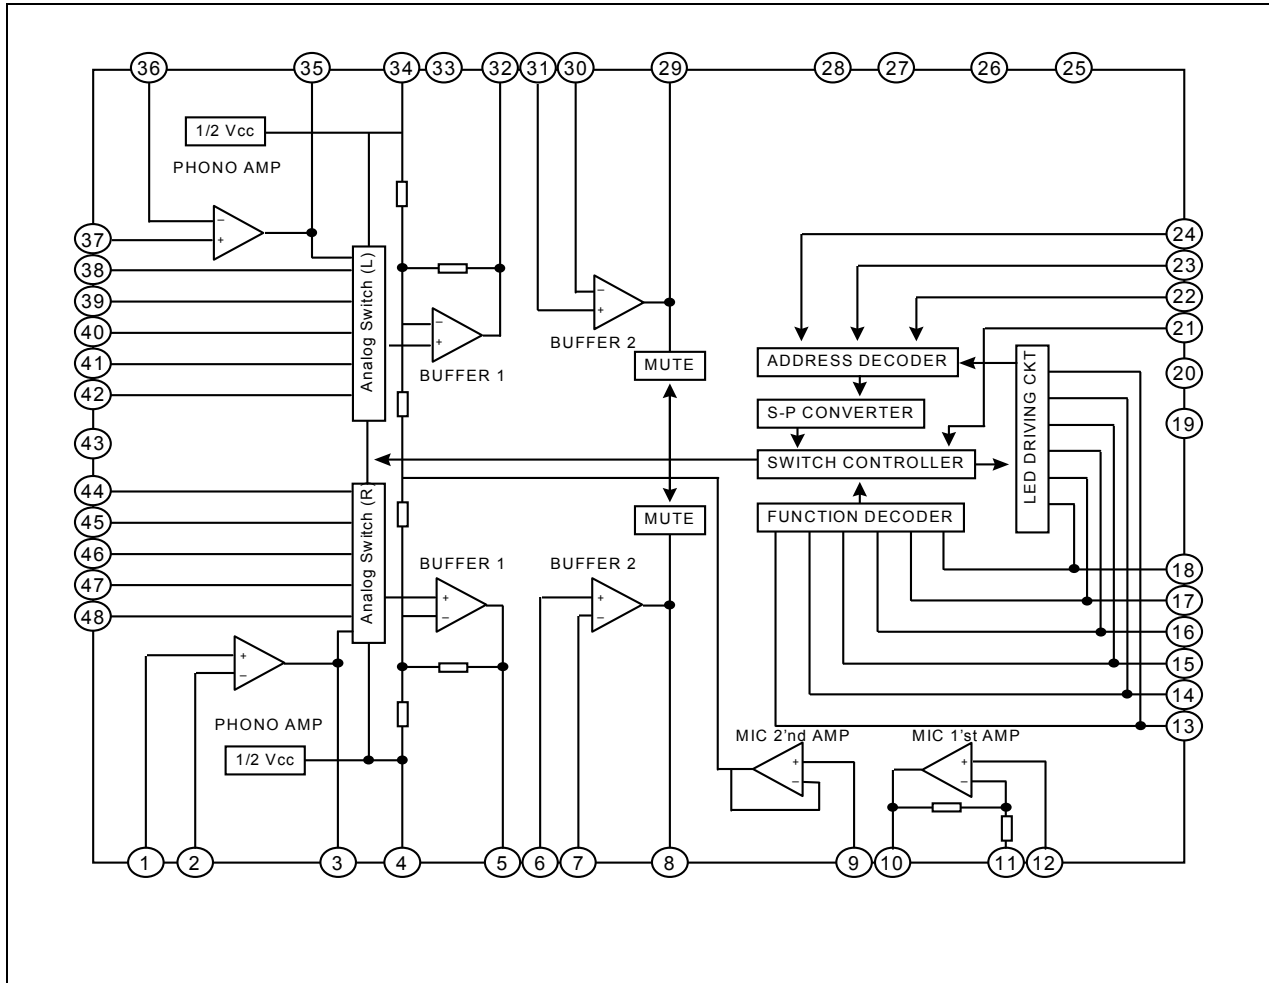 36 35 34 33 32 31 30 29 28 27 26 25
1/2 Vcc
PHONO AMP
−
+
37
38
39
40
41
42
43
44
45
46
47
48
Analog Switch (L)
−
+
BUFFER 1
−
+
BUFFER 2
MUTE
MUTE
24
23
22
21
20
19
ADDRESS DECODER
S-P CONVERTER
SWITCH CONTROLLER
FUNCTION DECODER
LED DRIVING CKT
18
17
16
15
14
13
Analog Switch (R
BUFFER 1
+
−
BUFFER 2
+
−
+
−
PHONO AMP
1/2 Vcc
MIC 2'nd AMP
+
−
MIC 1'st AMP
+
−
1 2 3 4 5 6 7 8 9 10 11 12